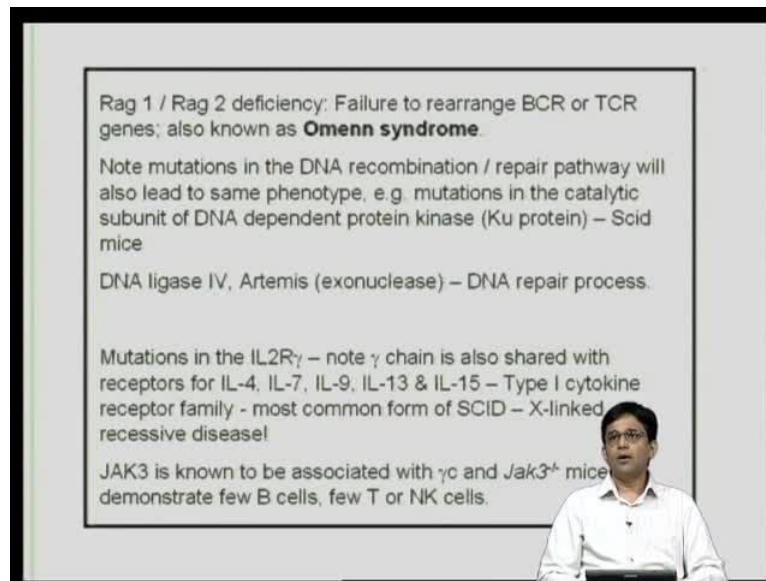 Rag 1 / Rag 2 deficiency: Failure to rearrange BCR or TCR
genes; also known as Omenn syndrome.
Note mutations in the DNA recombination / repair pathway will
also lead to same phenotype, e.g. mutations in the catalytic
subunit of DNA dependent protein kinase (Ku protein) – Scid
mice
DNA ligase IV, Artemis (exonuclease) – DNA repair process.
Mutations in the IL2Rγ – note γ chain is also shared with
receptors for IL-4, IL-7, IL-9, IL-13 & IL-15 – Type I cytokine
receptor family - most common form of SCID – X-linked
recessive disease!
JAK3 is known to be associated with γc and Jak3-/- mice
demonstrate few B cells, few T or NK cells.